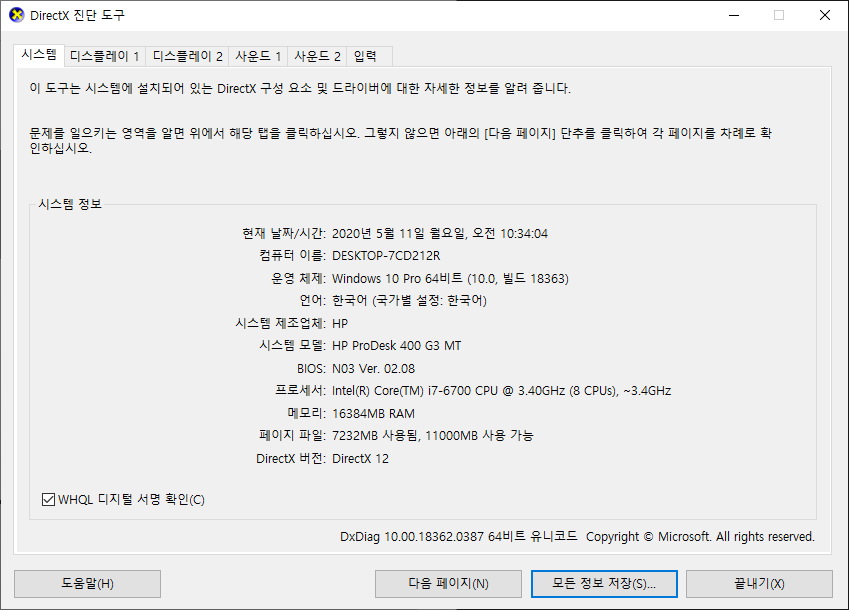 DirectX 진단 도구
시스템 디스플레이 1 디스플레이 2 사운드 1 사운드 2 입력
이 도구는 시스템에 설치되어 있는 DirectX 구성 요소 및 드라이버에 대한 자세한 정보를 알려 줍니다.
문제를 일으키는 영역을 알면 위에서 해당 탭을 클릭하십시오. 그렇지 않으면 아래의 [다음 페이지] 단추를 클릭하여 각 페이지를 차례로 확
인하십시오.
시스템 정보
현재 날짜/시간: 2020년 5월 11일 월요일, 오전 10:34:04
컴퓨터 이름: DESKTOP-7CD212R
운영 체제: Windows 10 Pro 64비트 (10.0, 빌드 18363)
언어: 한국어 (국가별 설정: 한국어)
시스템 제조업체: HP
시스템 모델: HP ProDesk 400 G3 MT
BIOS: N03 Ver. 02.08
프로세서: Intel(R) Core(TM) i7-6700 CPU @ 3.40GHz (8 CPUs), ~3.4GHz
메모리: 16384MB RAM
페이지 파일: 7232MB 사용됨, 11000MB 사용 가능
DirectX 버전: DirectX 12
WHQL 디지털 서명 확인(C)
DxDiag 10.00.18362.0387 64비트 유니코드 Copyright © Microsoft. All rights reserved.
도움말(H) 다음 페이지(N) 모든 정보 저장(S)... 끝내기(X)